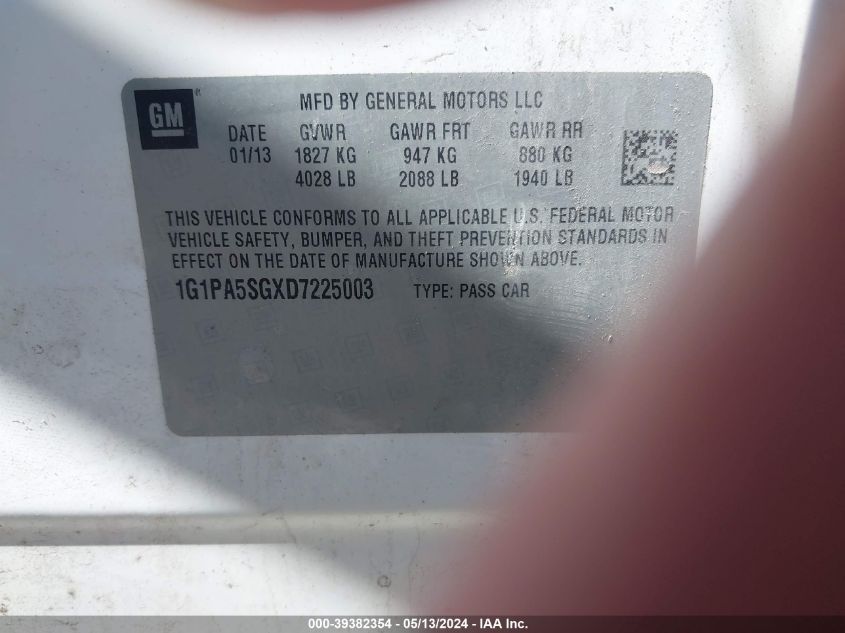 GM ®
MFD BY GENERAL MOTORS LLC
DATE GVWR GAWR FRT GAWR RR
01/13 1827 KG 947 KG 880 KG
4028 LB 2088 LB 1940 LB
THIS VEHICLE CONFORMS TO ALL APPLICABLE U.S. FEDERAL MOTOR
VEHICLE SAFETY, BUMPER, AND THEFT PREVENTION STANDARDS IN
EFFECT ON THE DATE OF MANUFACTURE SHOWN ABOVE.
1G1PA5SGXD7225003 TYPE: PASS CAR
000-39382354 - 05/13/2024 - IAA Inc.